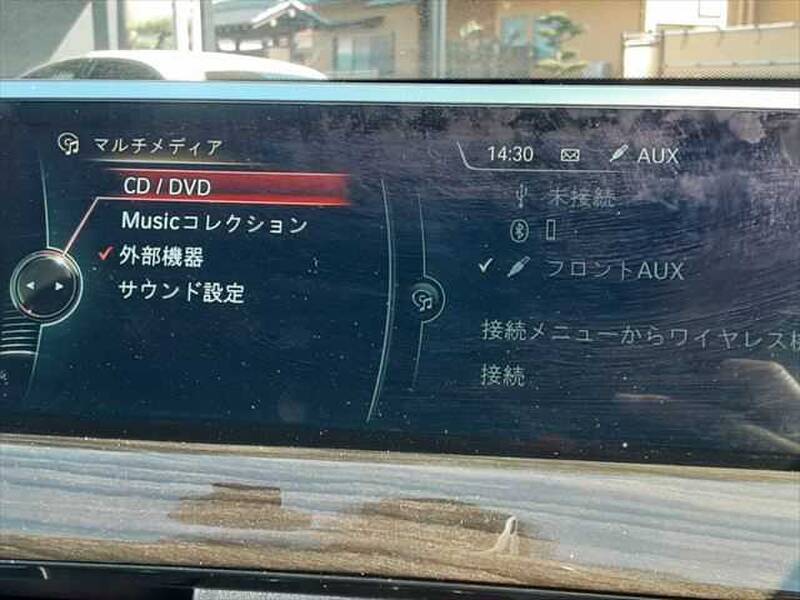 マルチメディア
CD / DVD
Musicコレクション
外部機器
サウンド設定
14:30 AUX
未接続
フロントAUX
接続メニューからワイヤレス
接続